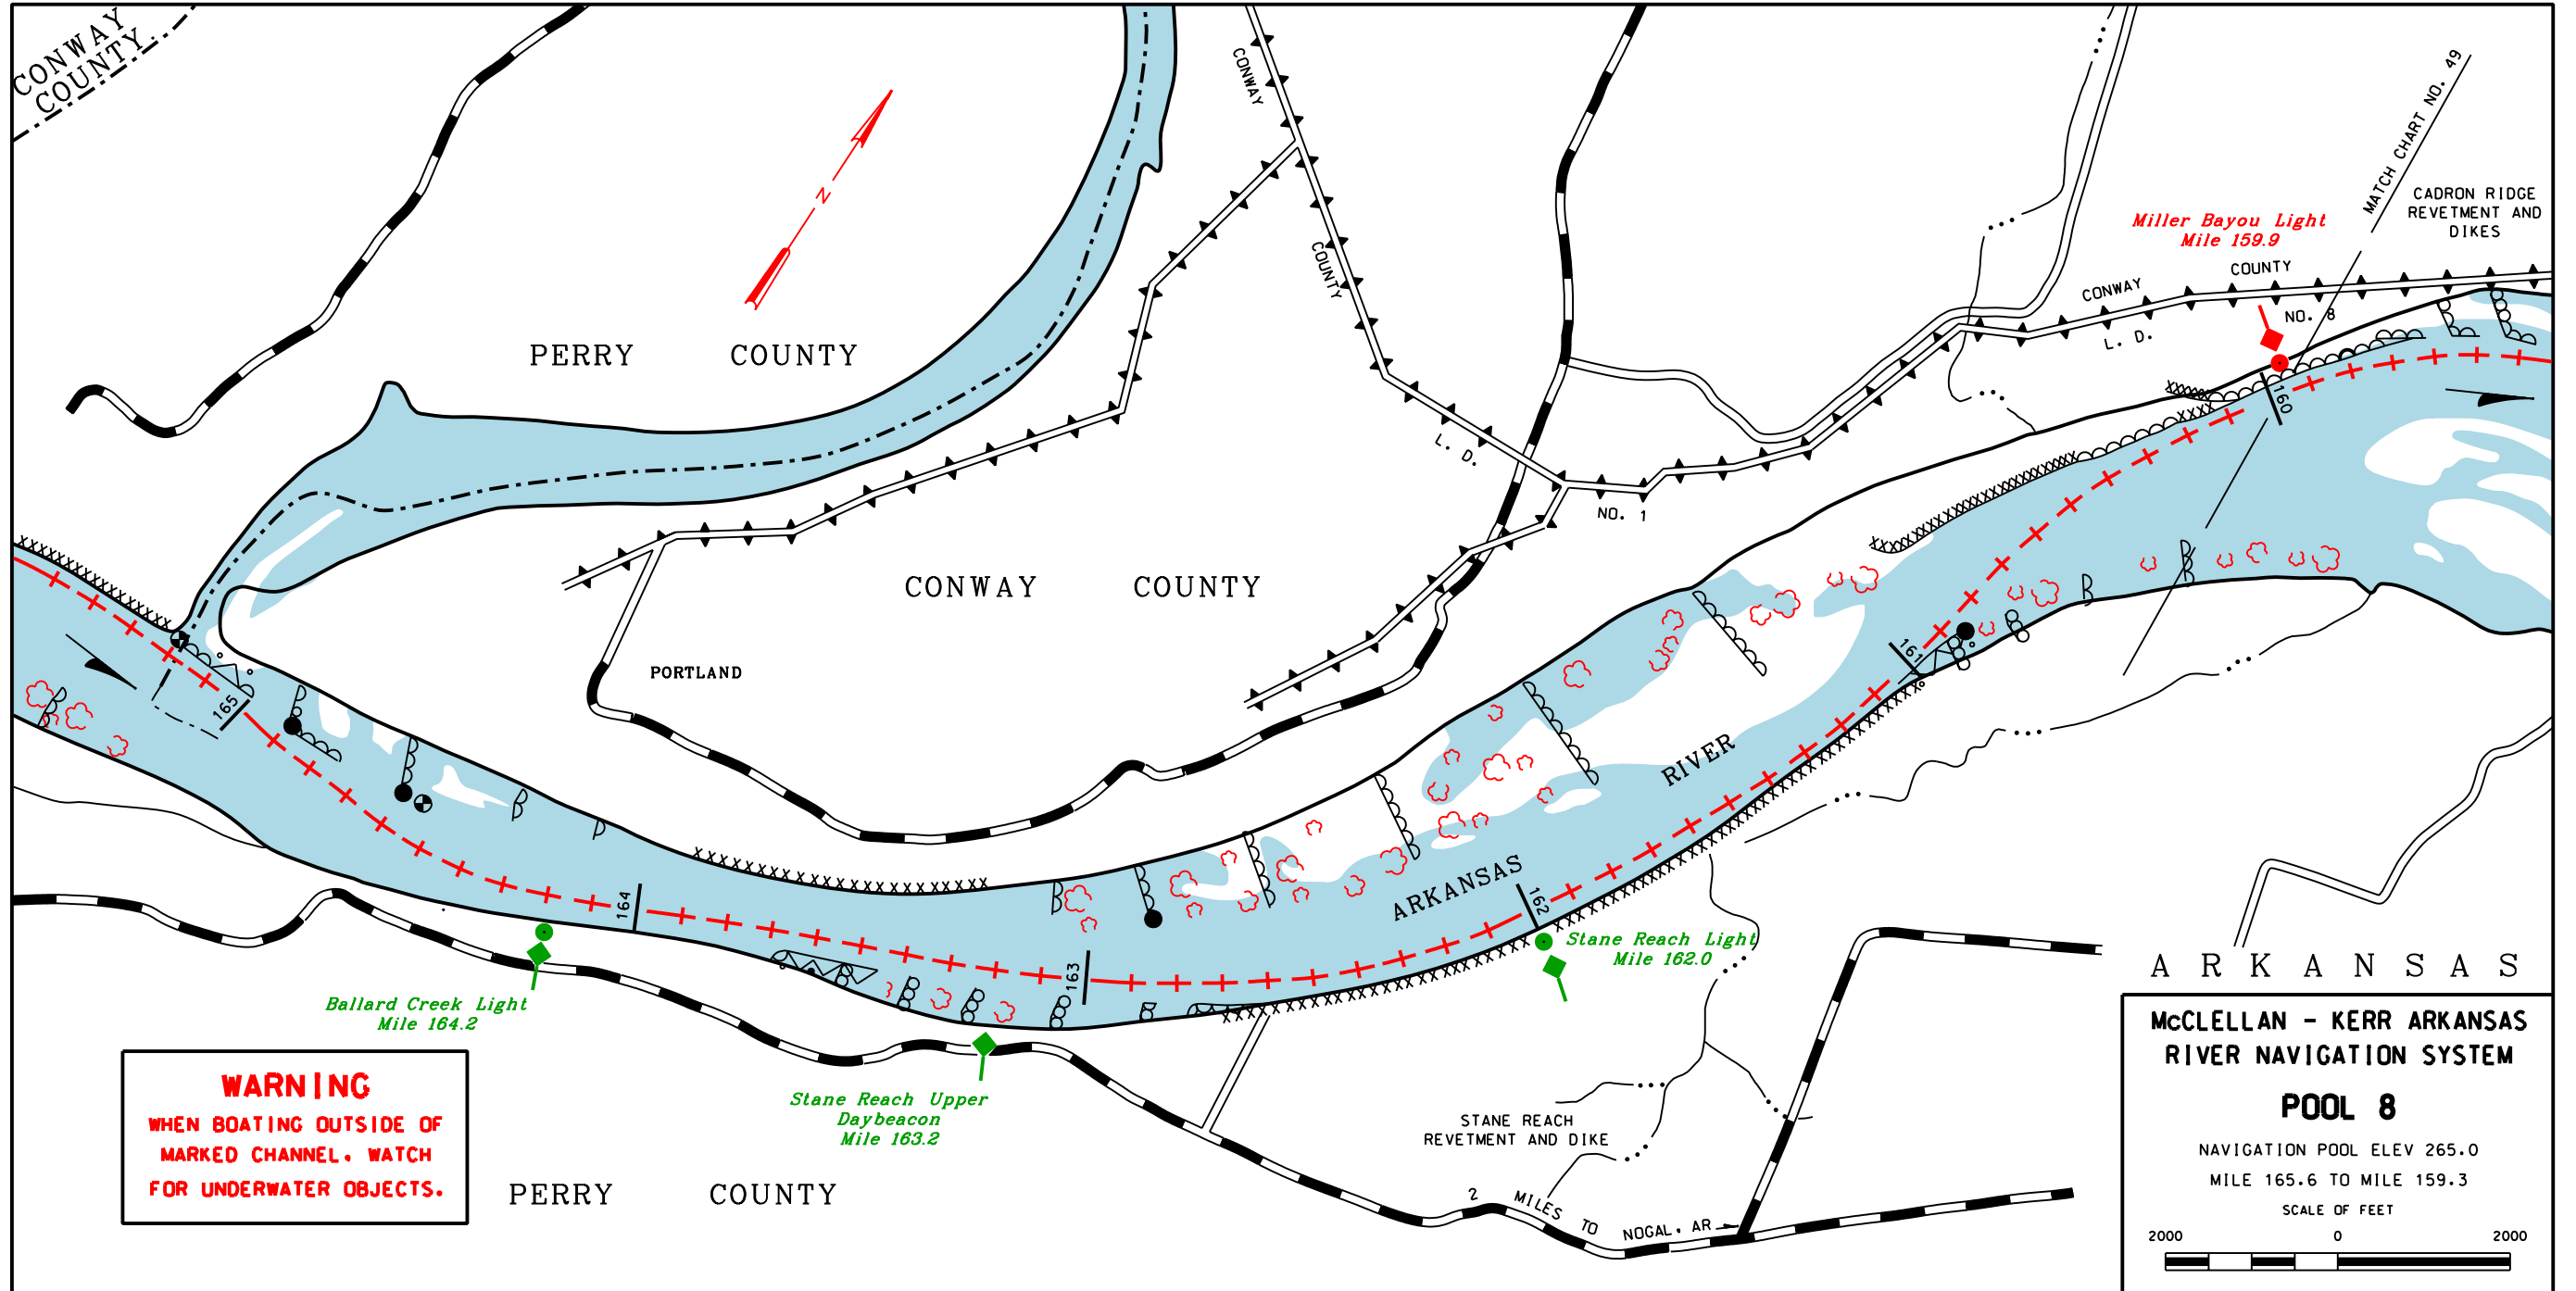 CONWAY
COUNTY
CONWAY
COUNTY
MATCH CHART NO. 49
CADRON RIDGE
REVETMENT AND
DIKES
Miller Bayou Light
Mile 159.9
CONWAY
COUNTY
L. D.
NO. 8
N
PERRY COUNTY
L. D.
NO. 1
160
CONWAY COUNTY
PORTLAND
165
161
ARKANSAS RIVER
164
163
162
Stane Reach Light
Mile 162.0
Ballard Creek Light
Mile 164.2
Stane Reach Upper
Daybeacon
Mile 163.2
WARNING
WHEN BOATING OUTSIDE OF
MARKED CHANNEL. WATCH
FOR UNDERWATER OBJECTS.
PERRY COUNTY
STANE REACH
REVETMENT AND DIKE
2 MILES TO NOGAL. AR
ARKANSAS
McCLELLAN - KERR ARKANSAS
RIVER NAVIGATION SYSTEM
POOL 8
NAVIGATION POOL ELEV 265.0
MILE 165.6 TO MILE 159.3
SCALE OF FEET
2000 0 2000